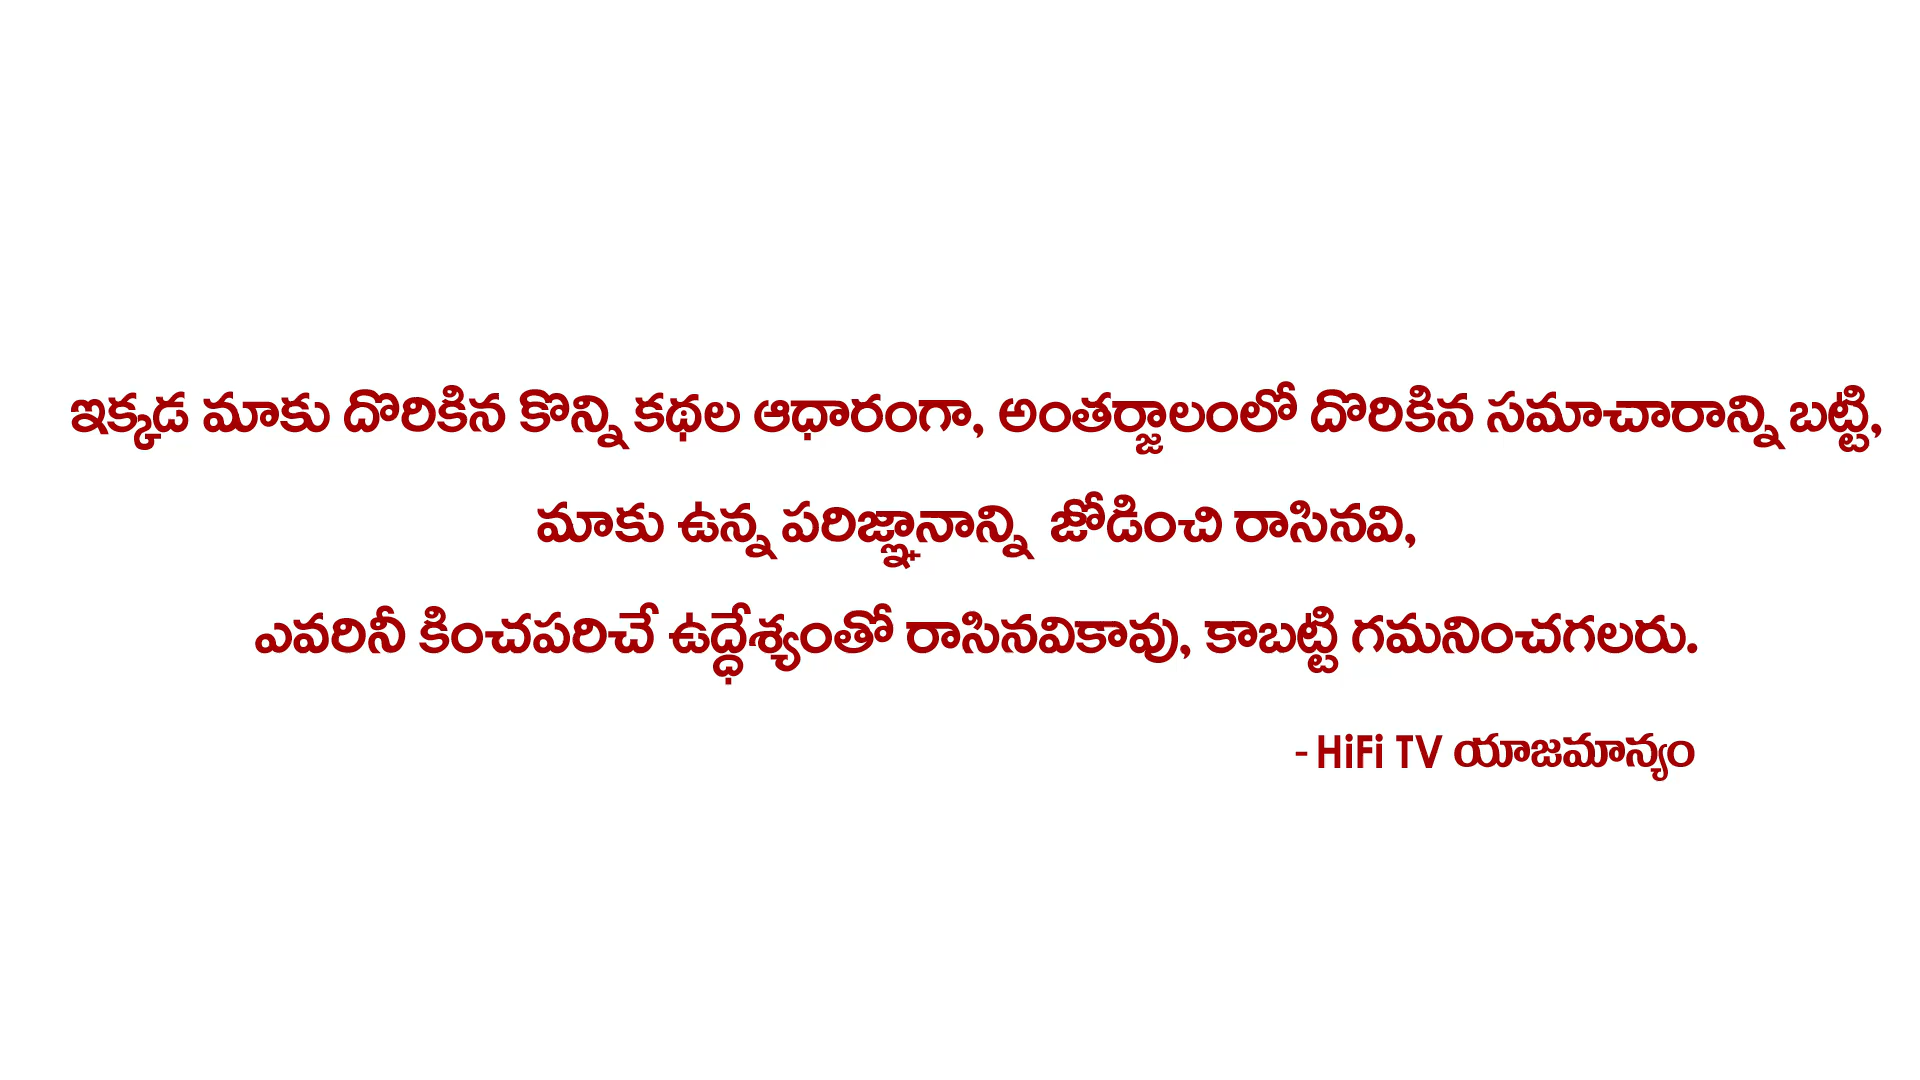 ఇక్కడ మాకు దొరికిన కొన్ని కథల ఆధారంగా, అంతర్జాలంలో దొరికిన సమాచారాన్ని బట్టి,
మాకు ఉన్న పరిజ్ఞానాన్ని జోడించి రాసినవి,
ఎవరినీ కించపరిచే ఉద్ధేశ్యంతో రాసినవికావు, కాబట్టి గమనించగలరు.
- HiFi TV యాజమాన్యం